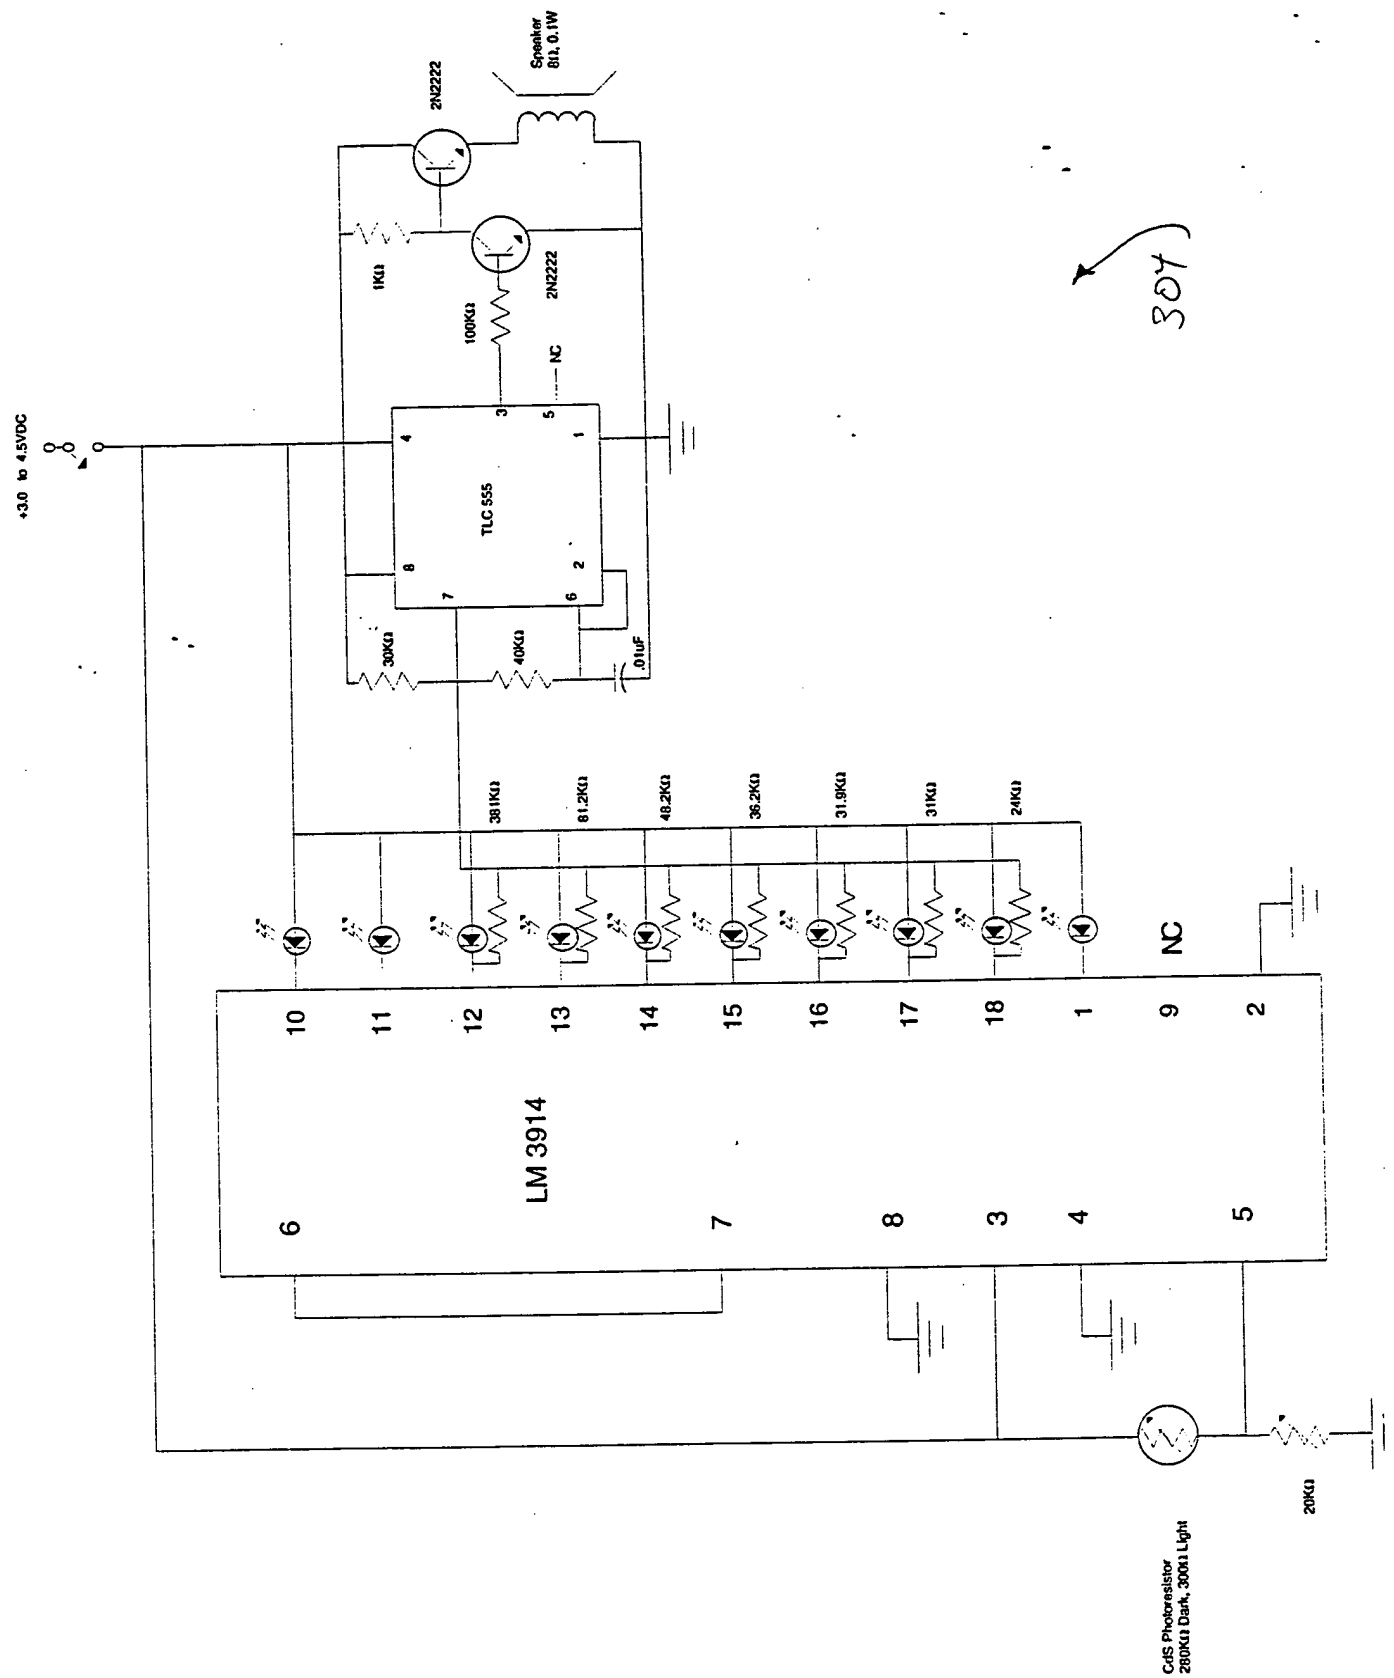 +3.0 to 4.5VDC
Speaker
8Ω, 0.1W
2N2222
2N2222
1KΩ
100KΩ
NC
TLC 555
4
3
5
1
8
7
6
2
30KΩ
40KΩ
.01uF
381KΩ
81.2KΩ
48.2KΩ
36.2KΩ
31.9KΩ
31KΩ
24KΩ
10
11
12
13
14
15
16
17
18
1
9
NC
2
LM 3914
6
7
8
3
4
5
CdS Photoresistor
280KΩ Dark, 300Ω Light
20KΩ
304